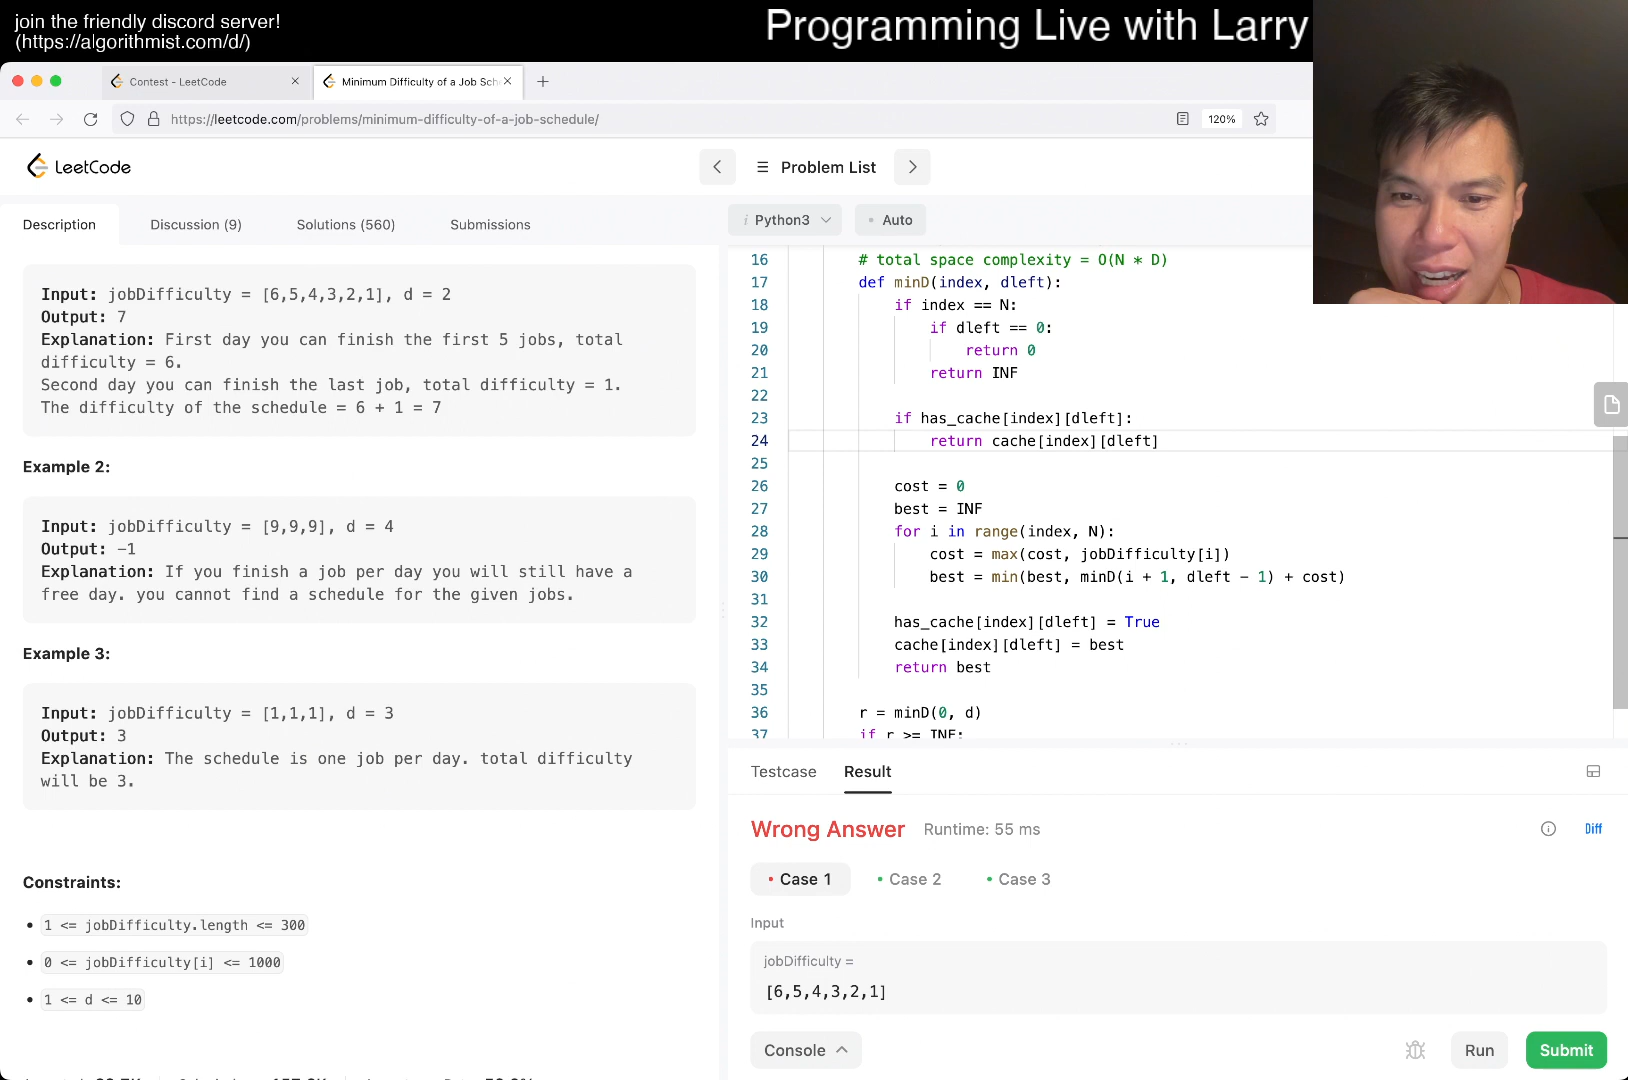 join the friendly discord server!
(https://algorithmist.com/d/)
Programming Live with Larry
Contest - LeetCode
Minimum Difficulty of a Job Sch
https://leetcode.com/problems/minimum-difficulty-of-a-job-schedule/
120%
LeetCode
Problem List
Description
Discussion (9)
Solutions (560)
Submissions
Input: jobDifficulty = [6,5,4,3,2,1], d = 2
Output: 7
Explanation: First day you can finish the first 5 jobs, total
difficulty = 6.
Second day you can finish the last job, total difficulty = 1.
The difficulty of the schedule = 6 + 1 = 7
Example 2:
Input: jobDifficulty = [9,9,9], d = 4
Output: -1
Explanation: If you finish a job per day you will still have a
free day. you cannot find a schedule for the given jobs.
Example 3:
Input: jobDifficulty = [1,1,1], d = 3
Output: 3
Explanation: The schedule is one job per day. total difficulty
will be 3.
Constraints:
• 1 <= jobDifficulty.length <= 300
• 0 <= jobDifficulty[i] <= 1000
• 1 <= d <= 10
i Python3
• Auto
16 # total space complexity = O(N * D)
17 def minD(index, dleft):
18 if index == N:
19 if dleft == 0:
20 return 0
21 return INF
22
23 if has_cache[index][dleft]:
24 return cache[index][dleft]
25
26 cost = 0
27 best = INF
28 for i in range(index, N):
29 cost = max(cost, jobDifficulty[i])
30 best = min(best, minD(i + 1, dleft - 1) + cost)
31
32 has_cache[index][dleft] = True
33 cache[index][dleft] = best
34 return best
35
36 r = minD(0, d)
37 if r >= INF:
Testcase
Result
Wrong Answer
Runtime: 55 ms
Diff
• Case 1
• Case 2
• Case 3
Input
jobDifficulty =
[6,5,4,3,2,1]
Console
Run
Submit